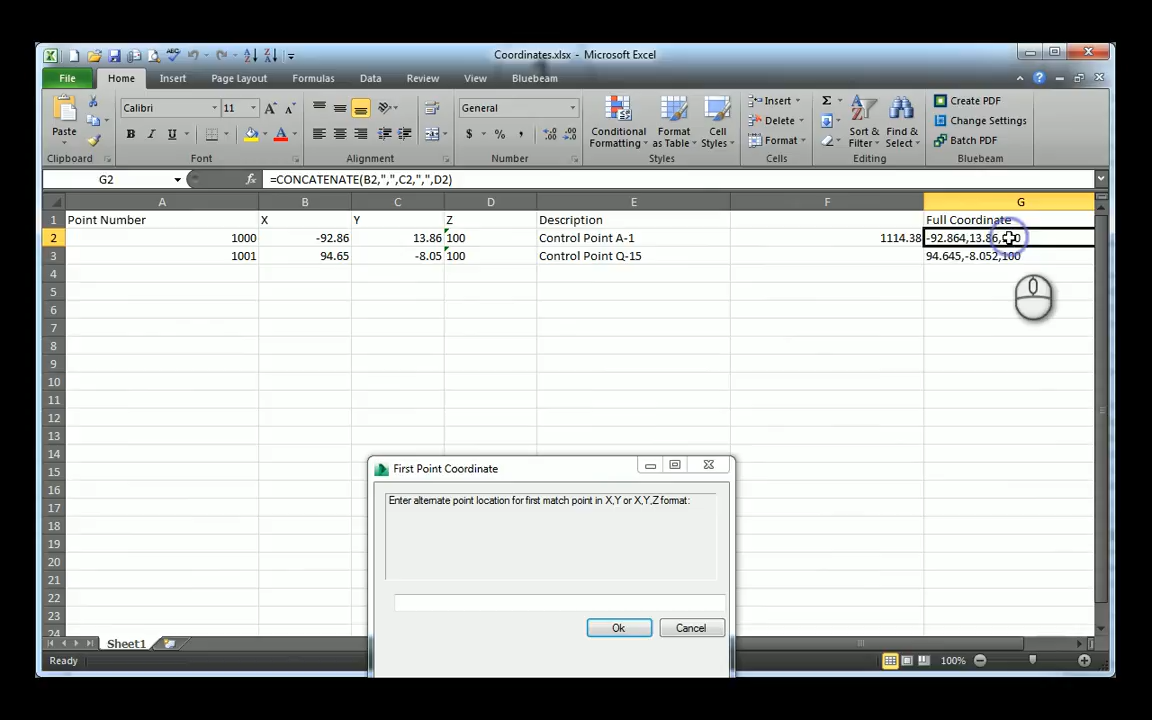 Coordinates.xlsx - Microsoft Excel
File Home Insert Page Layout Formulas Data Review View Bluebeam
Paste
Clipboard
Calibri 11
B I U A
Font
Alignment
General
$ % ,
Number
Conditional Formatting
Format as Table
Cell Styles
Styles
Insert
Delete
Format
Cells
Sort & Filter
Find & Select
Editing
Create PDF
Change Settings
Batch PDF
Bluebeam
G2 fx =CONCATENATE(B2,",",C2,",",D2)
A B C D E F G
1 Point Number X Y Z Description Full Coordinate
2 1000 -92.86 13.86 100 Control Point A-1 1114.38 -92.864,13.86,
3 1001 94.65 -8.05 100 Control Point Q-15 94.645,-8.052,100
4
5
6
7
8
9
10
11
12
13
14
15
16
17
18
19
20
21
22
23
24
First Point Coordinate
Enter alternate point location for first match point in X,Y or X,Y,Z format:
Ok Cancel
Sheet1
Ready 100%